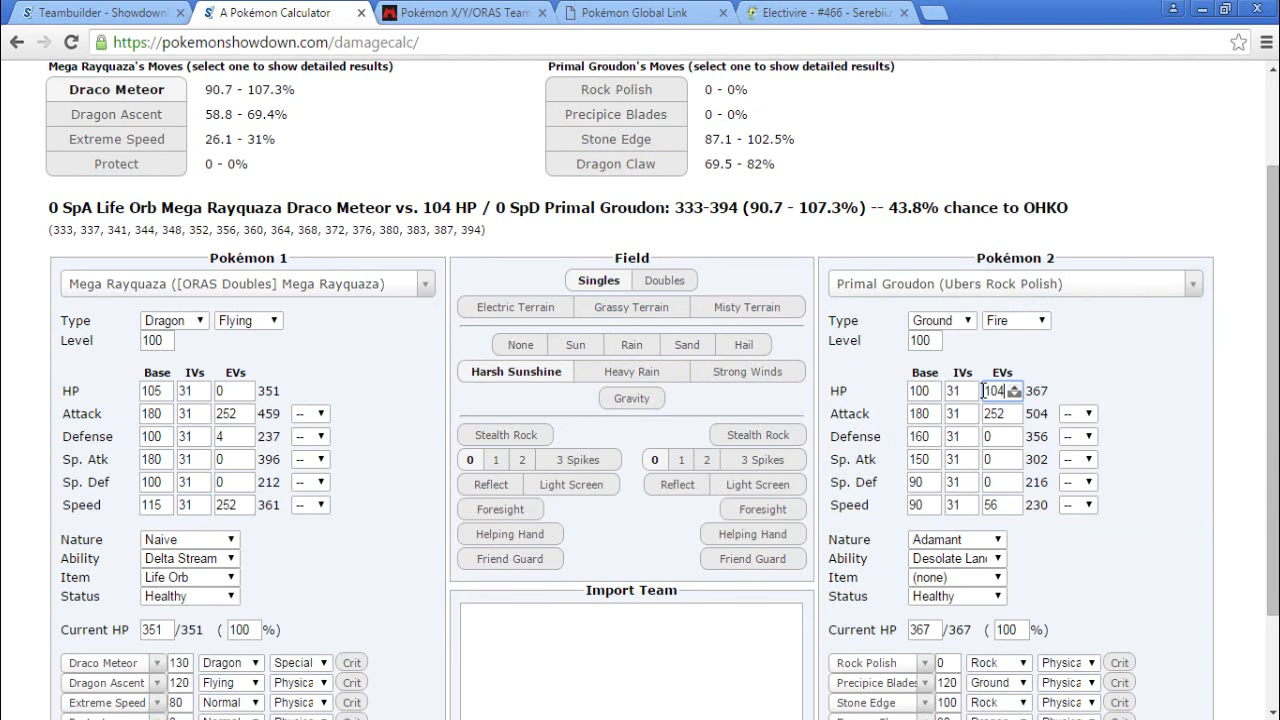 Teambuilder - Showdown!
A Pokémon Calculator
Pokémon X/Y/ORAS Team
Pokémon Global Link
Electivire - #466 - Serebii.
https://pokemonshowdown.com/damagecalc/
Mega Rayquaza's Moves (select one to show detailed results)
Primal Groudon's Moves (select one to show detailed results)
Draco Meteor 90.7 - 107.3% Rock Polish 0 - 0%
Dragon Ascent 58.8 - 69.4% Precipice Blades 0 - 0%
Extreme Speed 26.1 - 31% Stone Edge 87.1 - 102.5%
Protect 0 - 0% Dragon Claw 69.5 - 82%
0 SpA Life Orb Mega Rayquaza Draco Meteor vs. 104 HP / 0 SpD Primal Groudon: 333-394 (90.7 - 107.3%) -- 43.8% chance to OHKO
(333, 337, 341, 344, 348, 352, 356, 360, 364, 368, 372, 376, 380, 383, 387, 394)
Pokémon 1
Mega Rayquaza ([ORAS Doubles] Mega Rayquaza)
Type Dragon Flying
Level 100
Base IVs EVs
HP 105 31 0 351
Attack 180 31 252 459 --
Defense 100 31 4 237 --
Sp. Atk 180 31 0 396 --
Sp. Def 100 31 0 212 --
Speed 115 31 252 361 --
Nature Naive
Ability Delta Stream
Item Life Orb
Status Healthy
Current HP 351 /351 ( 100 %)
Draco Meteor 130 Dragon Special Crit
Dragon Ascent 120 Flying Physica Crit
Extreme Speed 80 Normal Physica Crit
Field
Singles Doubles
Electric Terrain Grassy Terrain Misty Terrain
None Sun Rain Sand Hail
Harsh Sunshine Heavy Rain Strong Winds
Gravity
Stealth Rock Stealth Rock
0 1 2 3 Spikes 0 1 2 3 Spikes
Reflect Light Screen Reflect Light Screen
Foresight Foresight
Helping Hand Helping Hand
Friend Guard Friend Guard
Import Team
Pokémon 2
Primal Groudon (Ubers Rock Polish)
Type Ground Fire
Level 100
Base IVs EVs
HP 100 31 104 367
Attack 180 31 252 504 --
Defense 160 31 0 356 --
Sp. Atk 150 31 0 302 --
Sp. Def 90 31 0 216 --
Speed 90 31 56 230 --
Nature Adamant
Ability Desolate Lan
Item (none)
Status Healthy
Current HP 367 /367 ( 100 %)
Rock Polish 0 Rock Physica Crit
Precipice Blades 120 Ground Physica Crit
Stone Edge 100 Rock Physica Crit